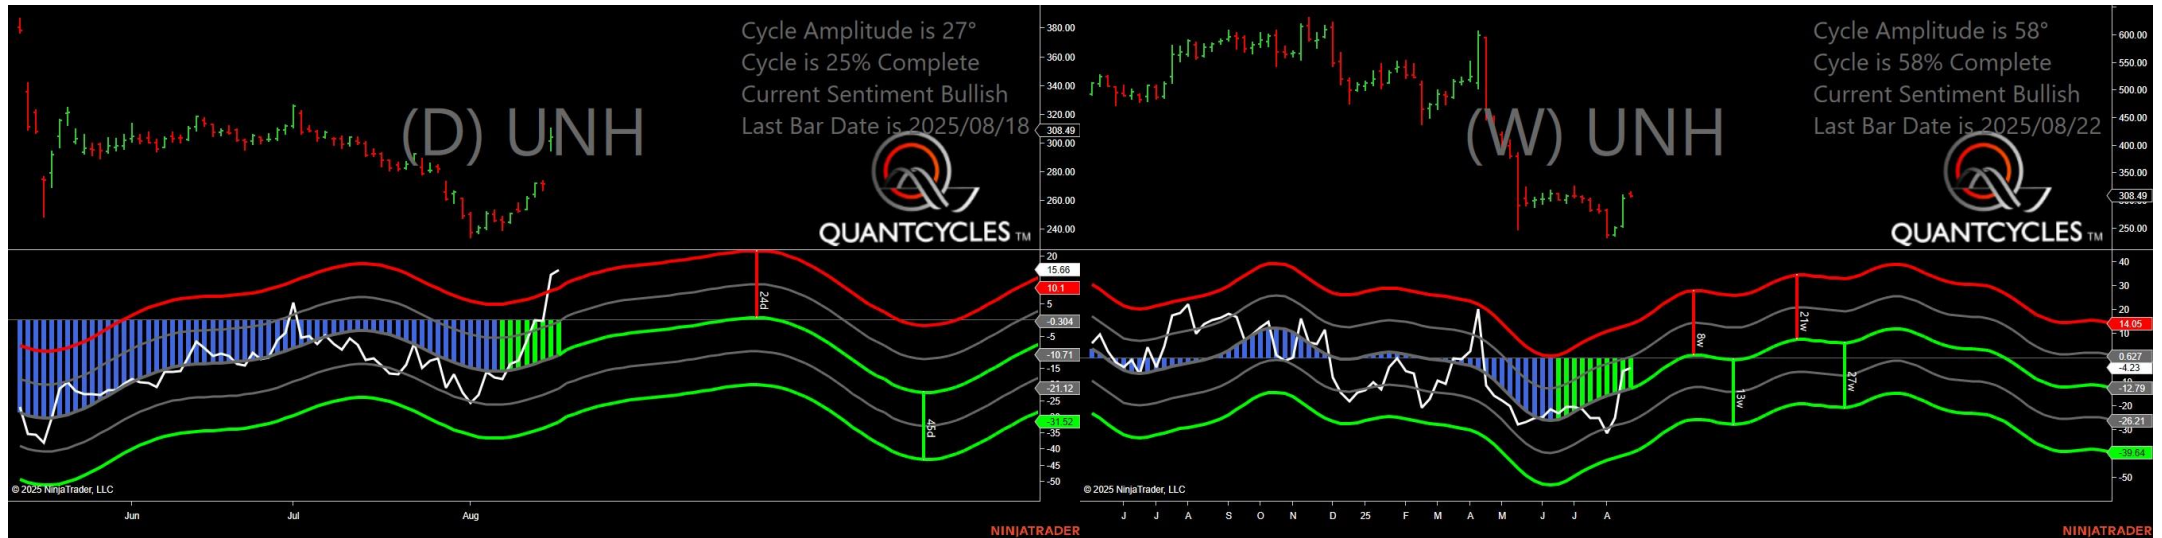 Cycle Amplitude is 27°
Cycle is 25% Complete
Current Sentiment Bullish
Last Bar Date is 2025/08/18
(D) UNH
QUANTCYCLES TM
380.00
360.00
340.00
320.00
308.49
300.00
280.00
260.00
240.00
20
15.66
10.1
5
-0.304
-5
-10.71
-15
-21.12
-25
-31.52
-35
-40
-45
-50
24d
45d
© 2025 NinjaTrader, LLC
Jun
Jul
Aug
NINJATRADER
Cycle Amplitude is 58°
Cycle is 58% Complete
Current Sentiment Bullish
Last Bar Date is 2025/08/22
(W) UNH
QUANTCYCLES TM
600.00
550.00
500.00
450.00
400.00
350.00
308.49
250.00
40
30
20
14.05
10
0.627
-4.23
-12.79
-20
-26.21
-30
-39.64
-50
8w
13w
21w
27w
© 2025 NinjaTrader, LLC
J J A S O N D 25 F M A M J J A
NINJATRADER